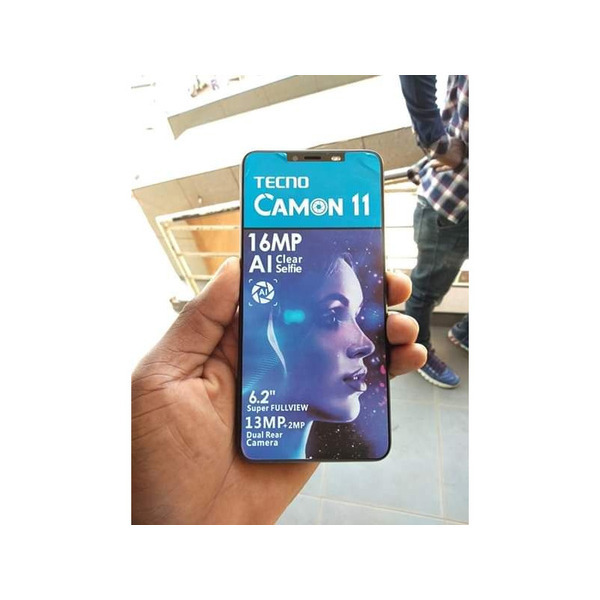 TECNO
CAMON 11
16MP
AI Clear Selfie
AI
6.2"
Super FULLVIEW
13MP+2MP
Dual Rear
Camera